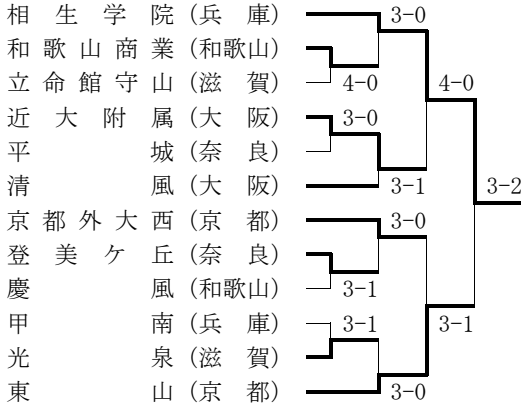 相生学院（兵庫） 3-0
和歌山商業（和歌山）
立命館守山（滋賀） 4-0 4-0
近大附属（大阪） 3-0
平城（奈良）
清風（大阪） 3-1 3-2
京都外大西（京都） 3-0
登美ケ丘（奈良）
慶風（和歌山） 3-1
甲南（兵庫） 3-1 3-1
光泉（滋賀）
東山（京都） 3-0